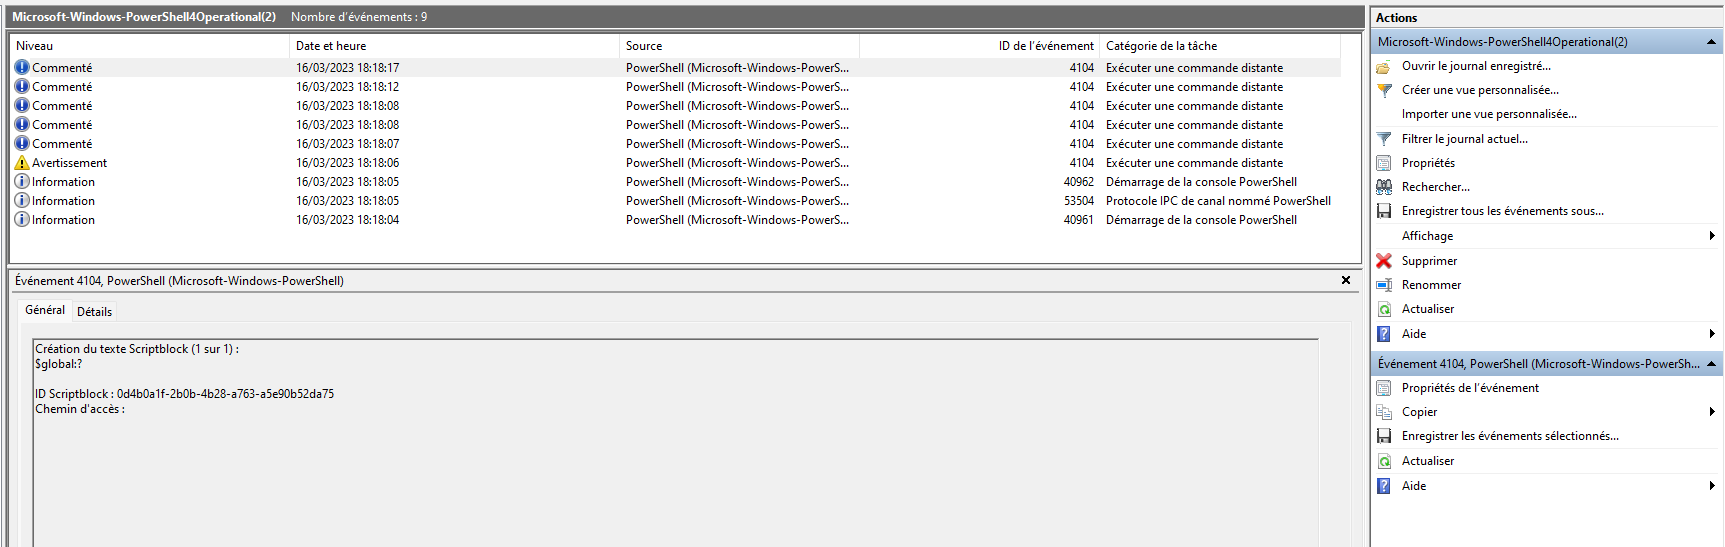 Microsoft-Windows-PowerShell4Operational(2) Nombre d'événements : 9
Niveau Date et heure Source ID de l'événement Catégorie de la tâche
Commenté 16/03/2023 18:18:17 PowerShell (Microsoft-Windows-PowerS... 4104 Exécuter une commande distante
Commenté 16/03/2023 18:18:12 PowerShell (Microsoft-Windows-PowerS... 4104 Exécuter une commande distante
Commenté 16/03/2023 18:18:08 PowerShell (Microsoft-Windows-PowerS... 4104 Exécuter une commande distante
Commenté 16/03/2023 18:18:08 PowerShell (Microsoft-Windows-PowerS... 4104 Exécuter une commande distante
Commenté 16/03/2023 18:18:07 PowerShell (Microsoft-Windows-PowerS... 4104 Exécuter une commande distante
Avertissement 16/03/2023 18:18:06 PowerShell (Microsoft-Windows-PowerS... 4104 Exécuter une commande distante
Information 16/03/2023 18:18:05 PowerShell (Microsoft-Windows-PowerS... 40962 Démarrage de la console PowerShell
Information 16/03/2023 18:18:05 PowerShell (Microsoft-Windows-PowerS... 53504 Protocole IPC de canal nommé PowerShell
Information 16/03/2023 18:18:04 PowerShell (Microsoft-Windows-PowerS... 40961 Démarrage de la console PowerShell
Événement 4104, PowerShell (Microsoft-Windows-PowerShell)
Général Détails
Création du texte Scriptblock (1 sur 1) :
$global:?
ID Scriptblock : 0d4b0a1f-2b0b-4b28-a763-a5e90b52da75
Chemin d'accès :
Actions
Microsoft-Windows-PowerShell4Operational(2)
Ouvrir le journal enregistré...
Créer une vue personnalisée...
Importer une vue personnalisée...
Filtrer le journal actuel...
Propriétés
Rechercher...
Enregistrer tous les événements sous...
Affichage
Supprimer
Renommer
Actualiser
Aide
Événement 4104, PowerShell (Microsoft-Windows-PowerSh...
Propriétés de l'événement
Copier
Enregistrer les événements sélectionnés...
Actualiser
Aide